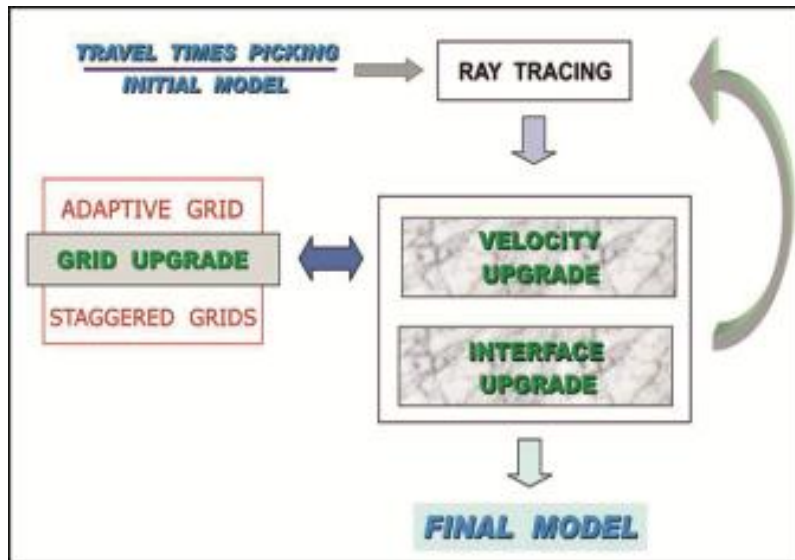 TRAVEL TIMES PICKING
INITIAL MODEL
RAY TRACING
ADAPTIVE GRID
GRID UPGRADE
STAGGERED GRIDS
VELOCITY
UPGRADE
INTERFACE
UPGRADE
FINAL MODEL